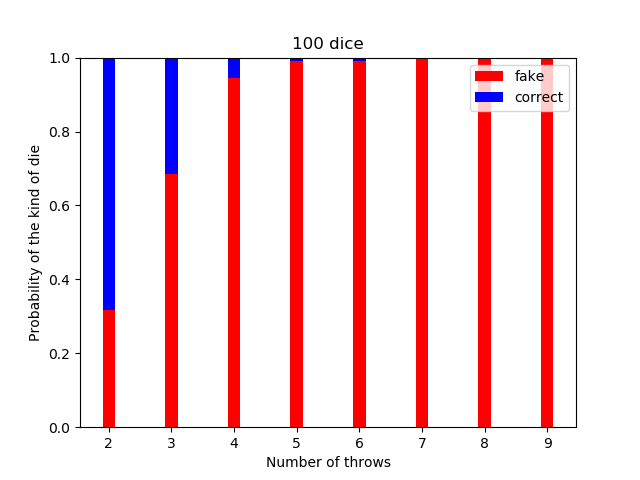 100 dice
fake
correct
Probability of the kind of die
1.0
0.8
0.6
0.4
0.2
0.0
2 3 4 5 6 7 8 9
Number of throws